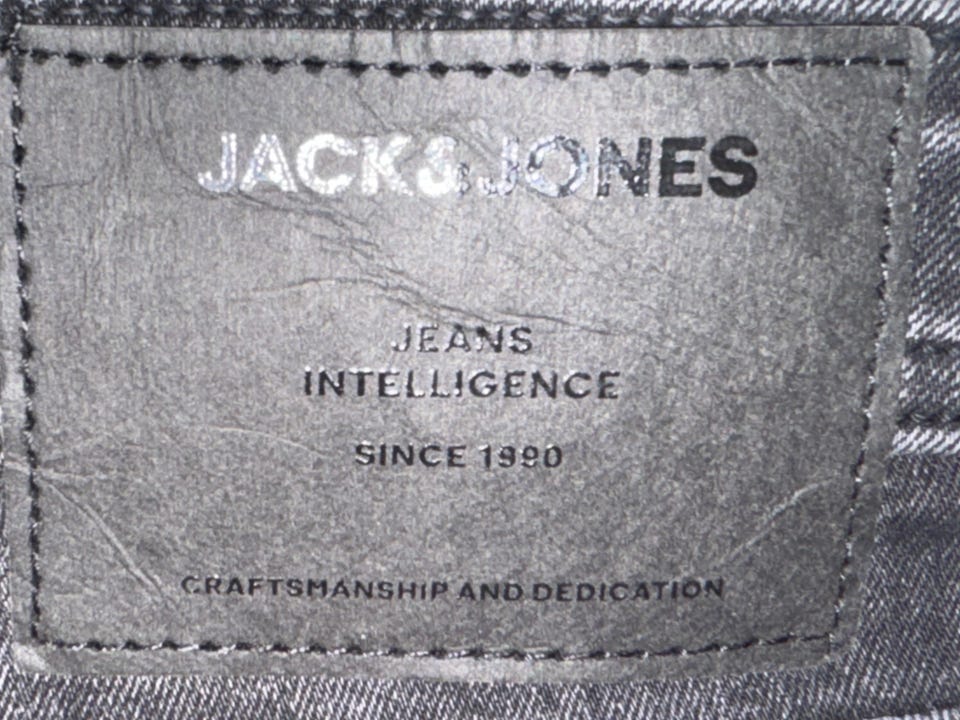 JACK&JONES
JEANS
INTELLIGENCE
SINCE 1990
CRAFTSMANSHIP AND DEDICATION